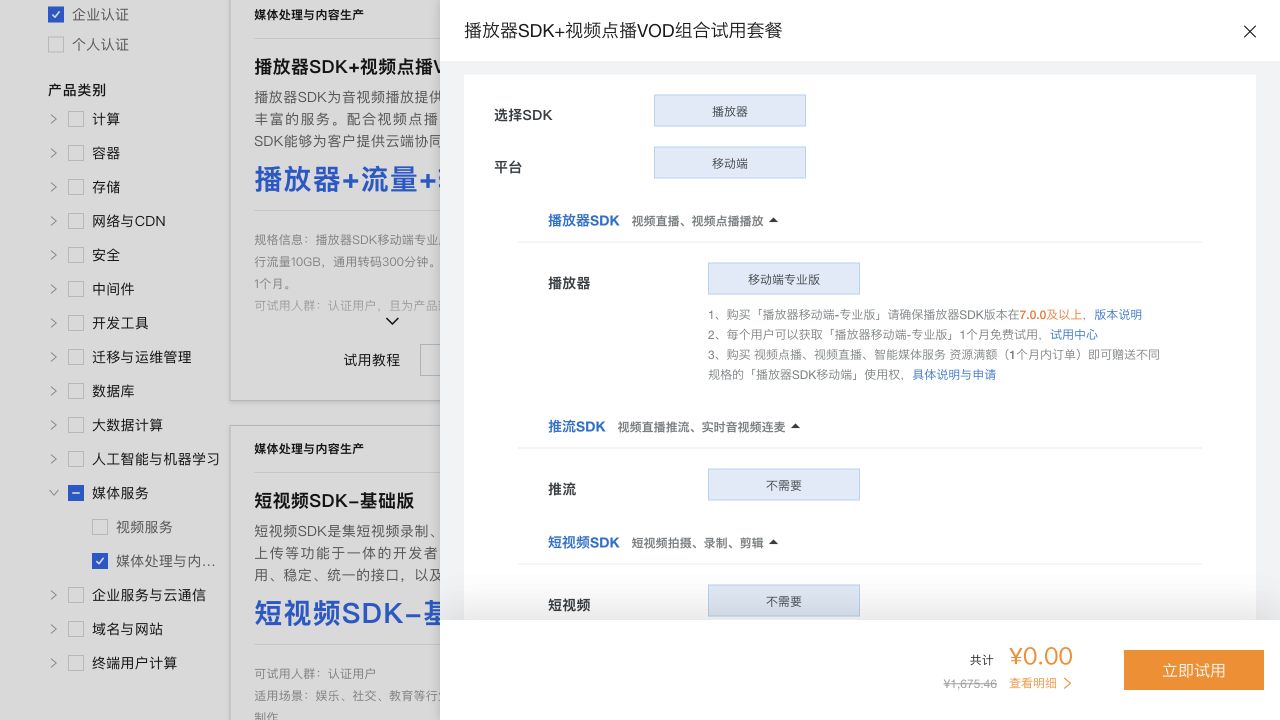 企业认证
个人认证
产品类别
计算
容器
存储
网络与CDN
安全
中间件
开发工具
迁移与运维管理
数据库
大数据计算
人工智能与机器学习
媒体服务
视频服务
媒体处理与内...
企业服务与云通信
域名与网站
终端用户计算
媒体处理与内容生产
播放器SDK+视频点播V
播放器SDK为音视频播放提供
丰富的服务。配合视频点播
SDK能够为客户提供云端协同
播放器+流量+
规格信息：播放器SDK移动端专业
行流量10GB，通用转码300分钟。
1个月。
可试用人群：认证用户，且为产品
试用教程
媒体处理与内容生产
短视频SDK-基础版
短视频SDK是集短视频录制、
上传等功能于一体的开发者
用、稳定、统一的接口，以及
短视频SDK-基
可试用人群：认证用户
适用场景：娱乐、社交、教育等行
制作
播放器SDK+视频点播VOD组合试用套餐
选择SDK
播放器
平台
移动端
播放器SDK 视频直播、视频点播播放
播放器
移动端专业版
1、购买「播放器移动端-专业版」请确保播放器SDK版本在7.0.0及以上，版本说明
2、每个用户可以获取「播放器移动端-专业版」1个月免费试用，试用中心
3、购买 视频点播、视频直播、智能媒体服务 资源满额（1个月内订单）即可赠送不同
规格的「播放器SDK移动端」使用权，具体说明与申请
推流SDK 视频直播推流、实时音视频连麦
推流
不需要
短视频SDK 短视频拍摄、录制、剪辑
短视频
不需要
共计 ¥0.00
¥1,675.46 查看明细
立即试用